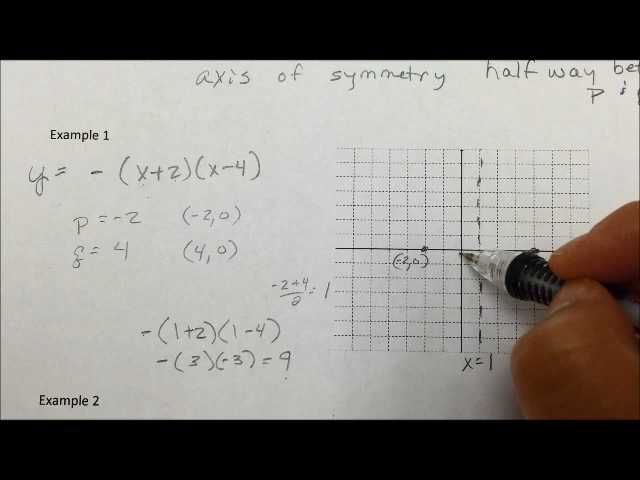 axis of symmetry half way
p
Example 1
y = - (x+2)(x-4)
p = -2 (-2,0)
q = 4 (4,0)
(-2,0)
-2+4
2
= 1
-(1+2)(1-4)
-(3)(-3) = 9
x=1
Example 2